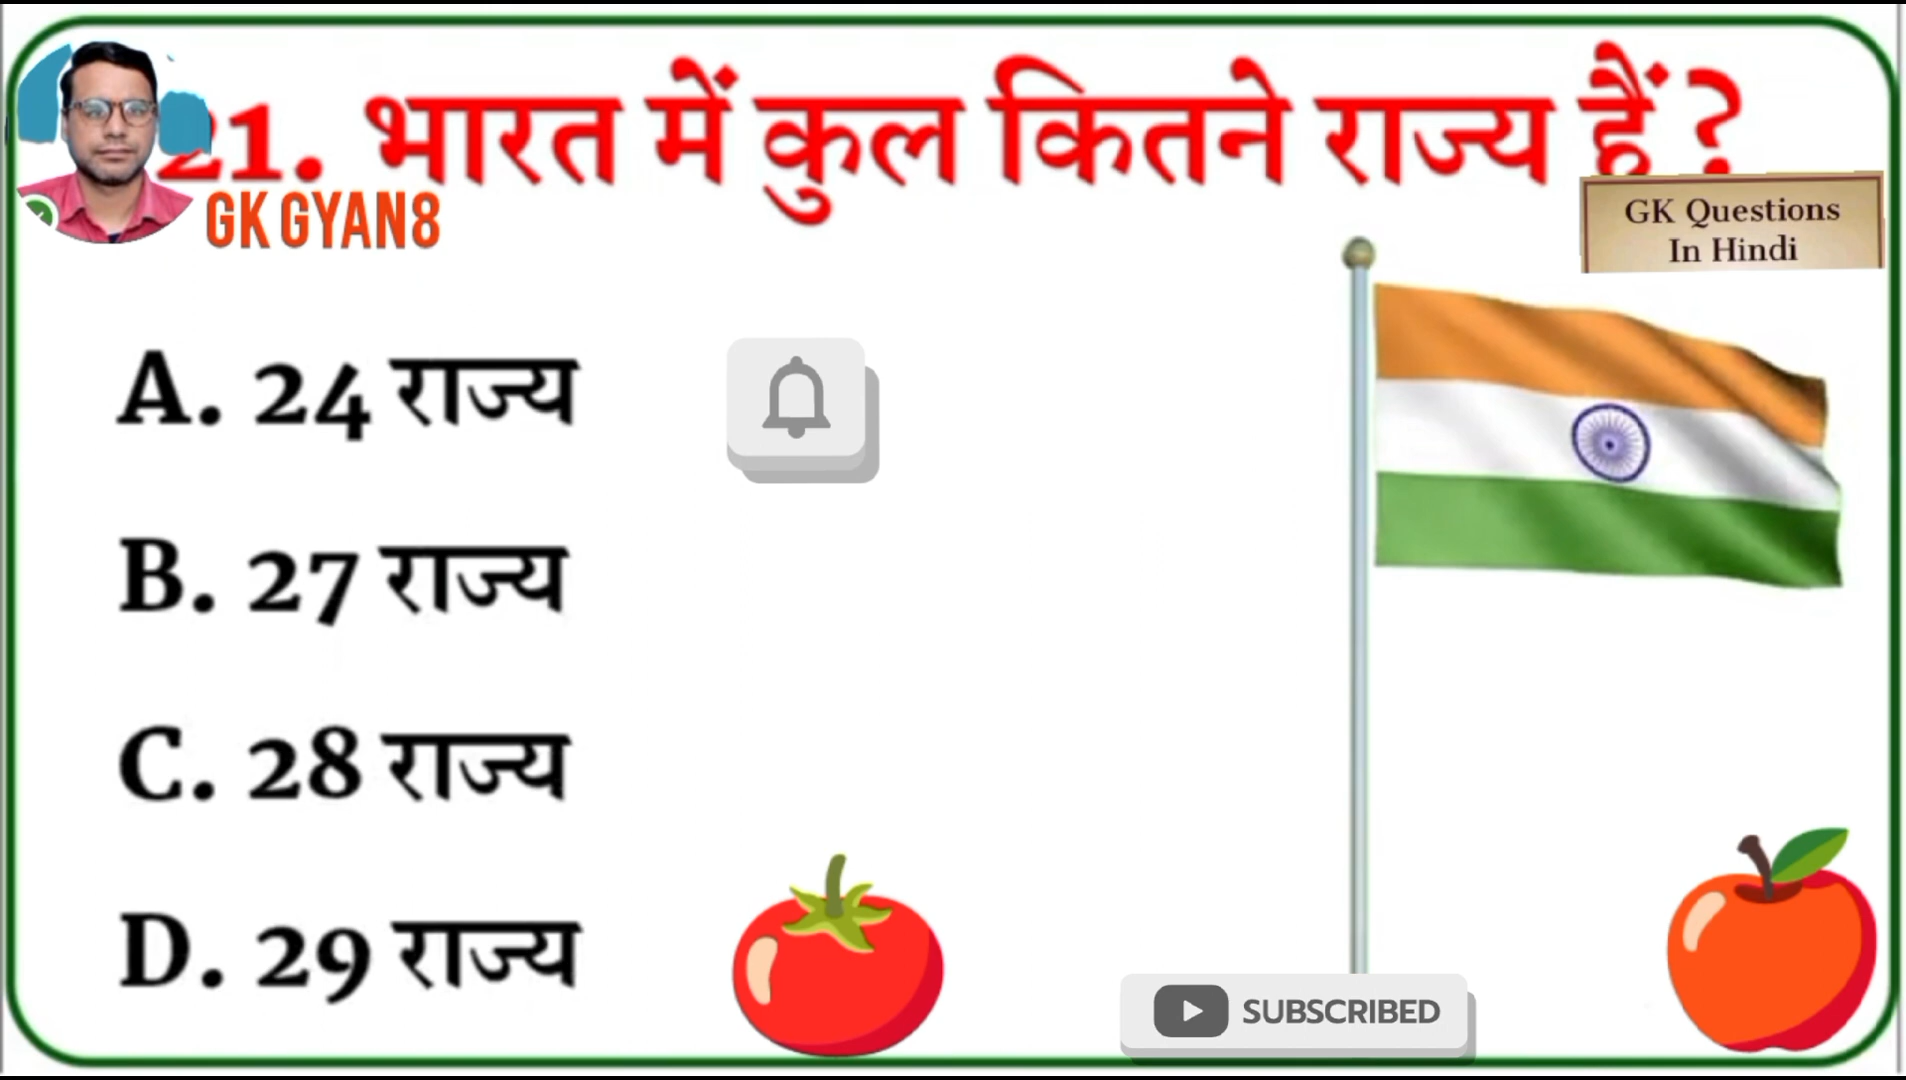 21. भारत में कुल कितने राज्य हैं ?
GK GYAN8
GK Questions
In Hindi
A. 24 राज्य
B. 27 राज्य
C. 28 राज्य
D. 29 राज्य
SUBSCRIBED